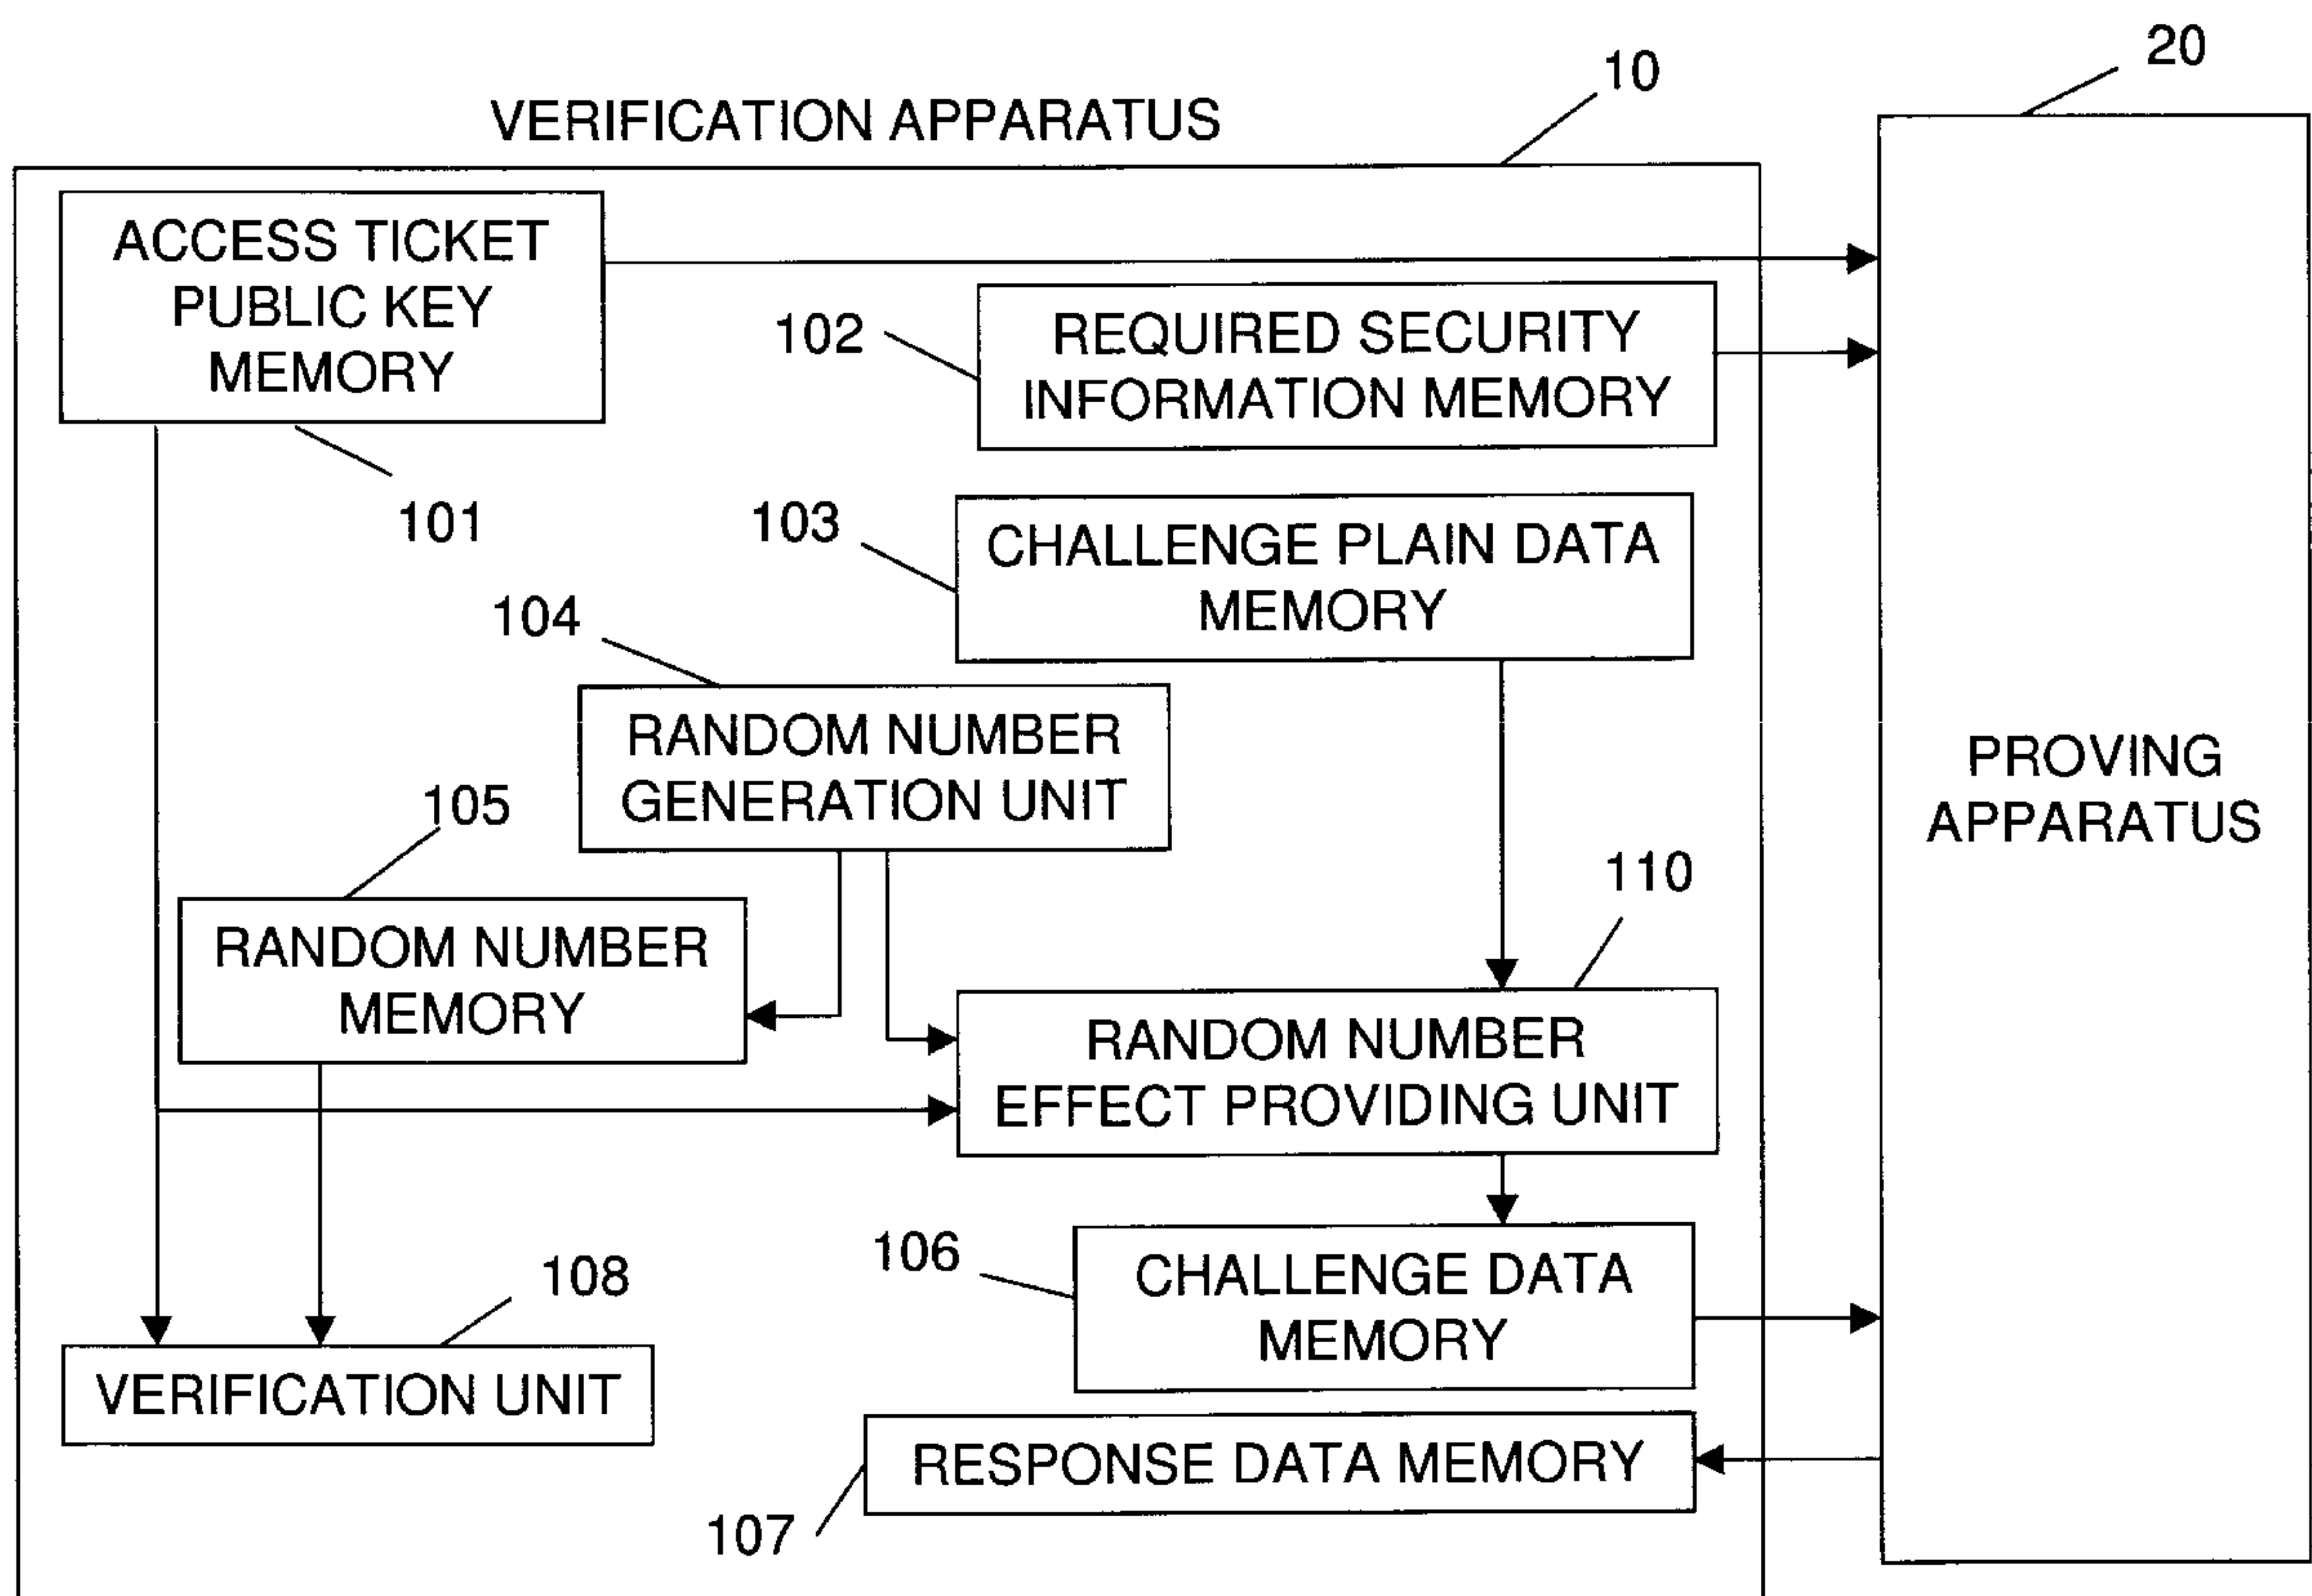 20
10
VERIFICATION APPARATUS
ACCESS TICKET
PUBLIC KEY
MEMORY
101
102
REQUIRED SECURITY
INFORMATION MEMORY
103
CHALLENGE PLAIN DATA
MEMORY
104
RANDOM NUMBER
GENERATION UNIT
PROVING
APPARATUS
105
RANDOM NUMBER
MEMORY
110
RANDOM NUMBER
EFFECT PROVIDING UNIT
106
CHALLENGE DATA
MEMORY
108
VERIFICATION UNIT
RESPONSE DATA MEMORY
107